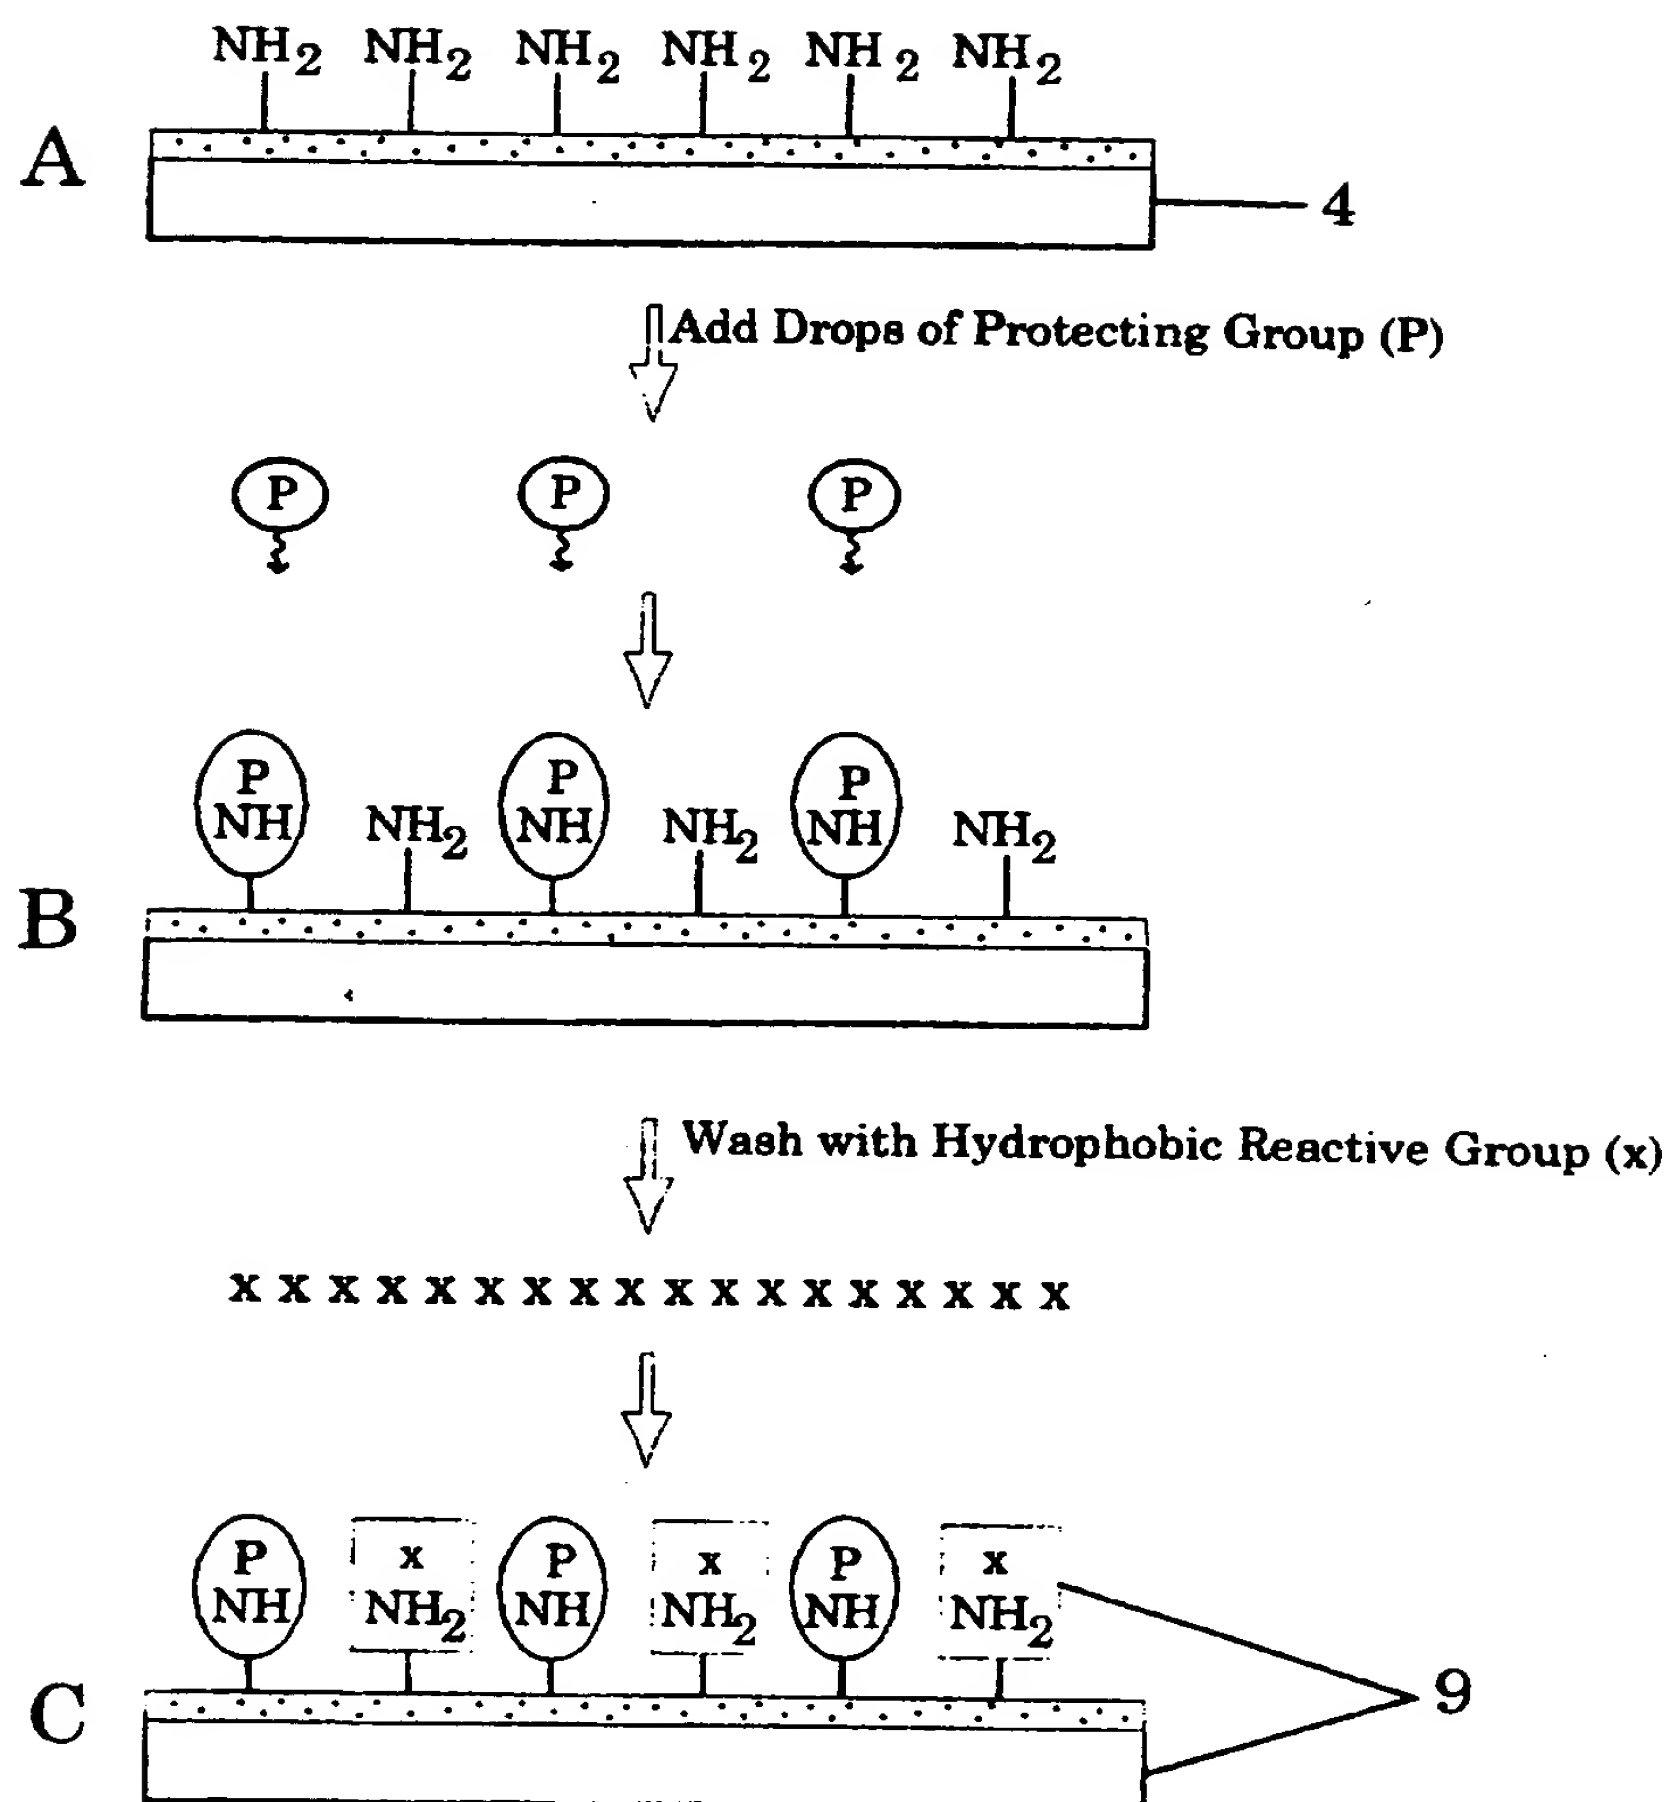 NH2 NH2 NH2 NH2 NH2 NH2
A
4
Add Drops of Protecting Group (P)
P P P
P P P
NH NH2 NH NH2 NH NH2
B
Wash with Hydrophobic Reactive Group (x)
x x x x x x x x x x x x x x x x x x
P x P x P x
NH NH2 NH NH2 NH NH2
C
9